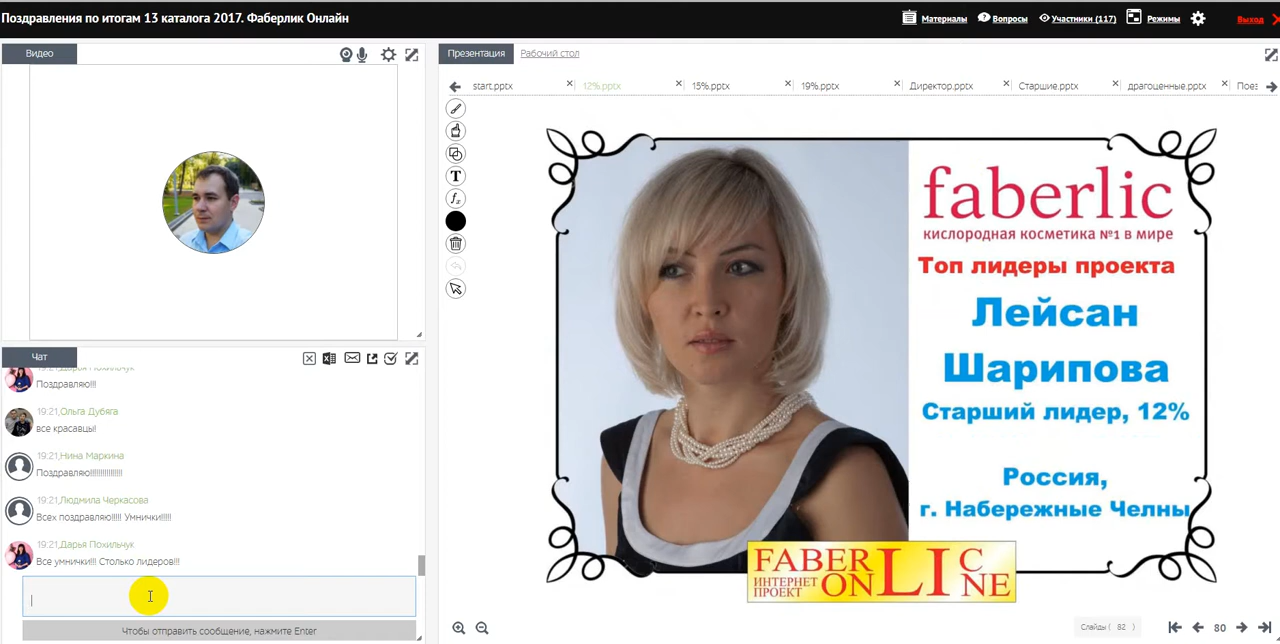 Поздравления по итогам 13 каталога 2017. Фаберлик Онлайн
Материалы
Вопросы
Участники (117)
Режимы
Выход
Видео
Презентация
Рабочий стол
start.pptx
12%.pptx
15%.pptx
19%.pptx
Директор.pptx
Старшие.pptx
драгоценные.pptx
Поез
T
fx
faberlic
кислородная косметика №1 в мире
Топ лидеры проекта
Лейсан
Шарипова
Старший лидер, 12%
Россия,
г. Набережные Челны
FABERLIC
ИНТЕРНЕТ
ПРОЕКТ
ONLINE
Чат
19:21,Дарья Похильчук
Поздравляю!!!
19:21,Ольга Дубяга
все красавцы!
19:21,Нина Маркина
Поздравляю!!!!!!!!!!!!!!!
19:21,Людмила Черкасова
Всех поздравляю!!!!! Умнички!!!!!
19:21,Дарья Похильчук
Все умнички!!! Столько лидеров!!!
Чтобы отправить сообщение, нажмите Enter
Слайды ( 82 )
80